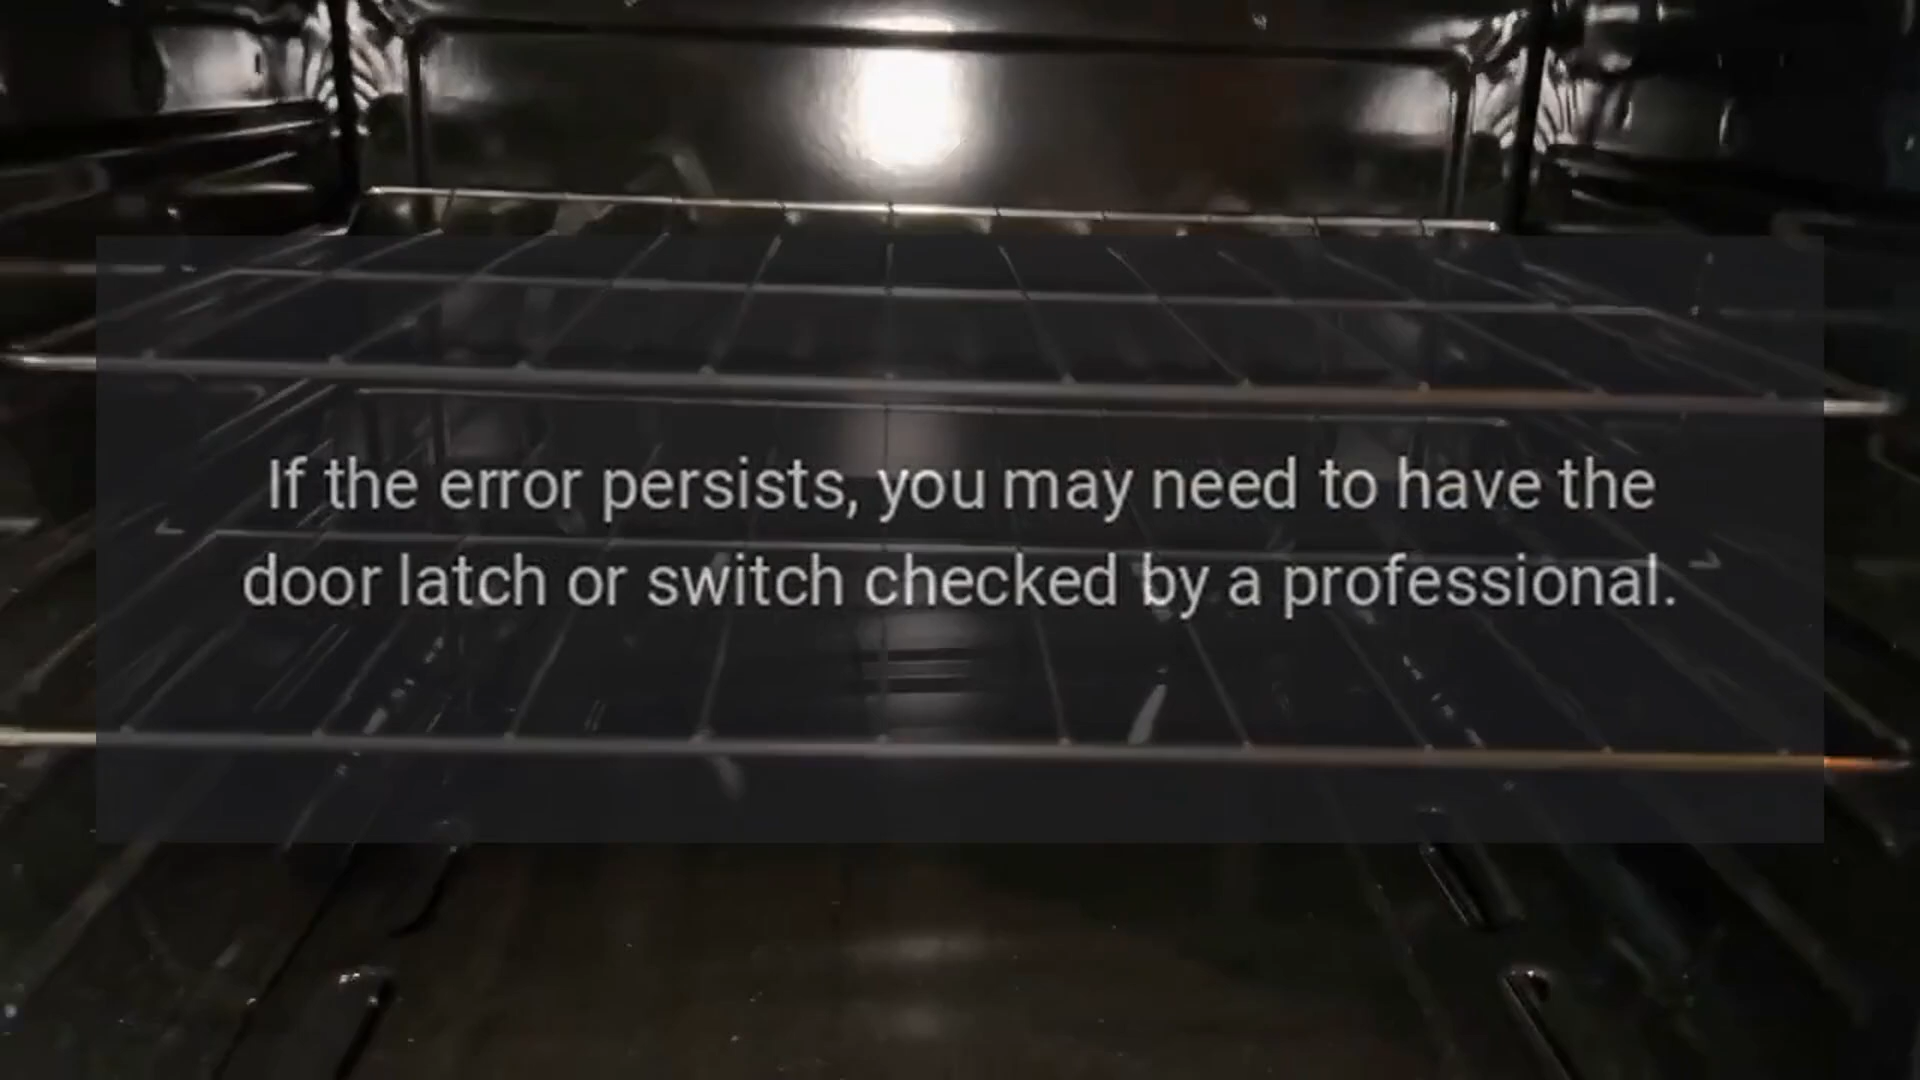 If the error persists, you may need to have the
door latch or switch checked by a professional.